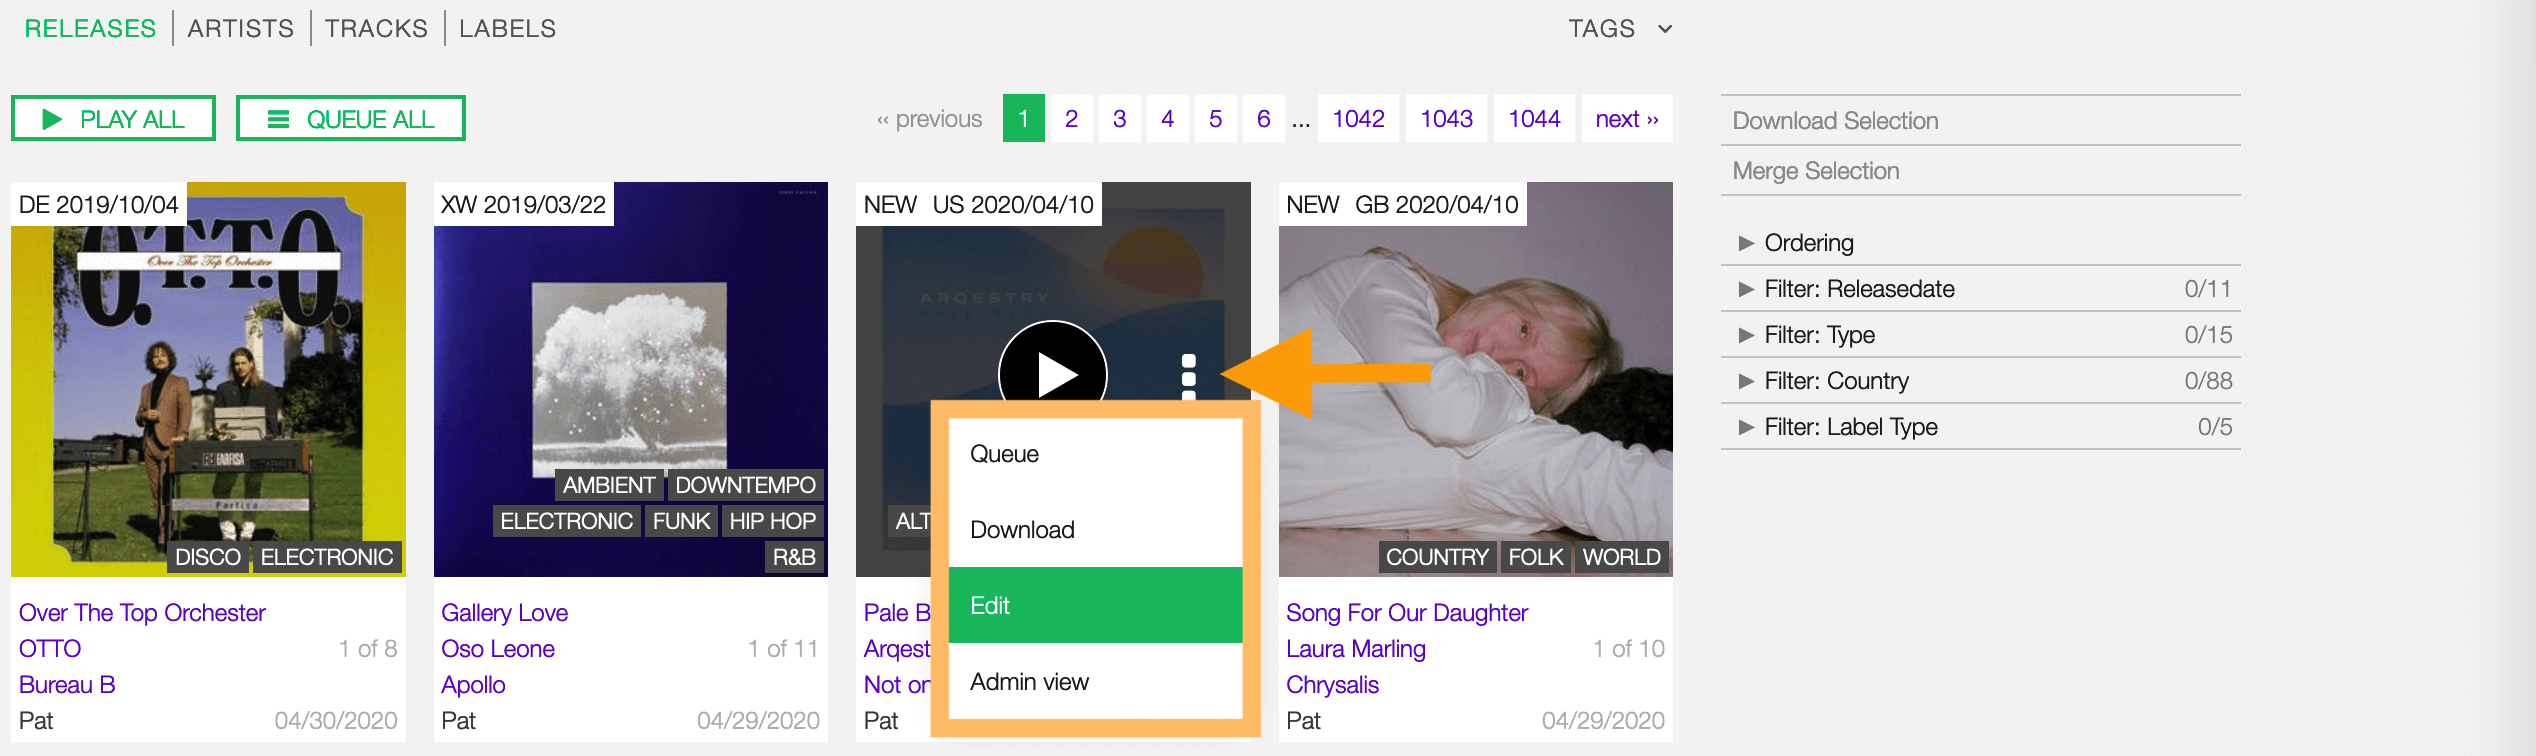 RELEASES ARTISTS TRACKS LABELS
TAGS
PLAY ALL
QUEUE ALL
‹‹ previous 1 2 3 4 5 6 ... 1042 1043 1044 next ››
Download Selection
Merge Selection
Ordering
Filter: Releasedate 0/11
Filter: Type 0/15
Filter: Country 0/88
Filter: Label Type 0/5
DE 2019/10/04
O.T.T.O.
Over The Top Orchester
FARFISA
Farfisa
DISCO ELECTRONIC
Over The Top Orchester
OTTO 1 of 8
Bureau B
Pat 04/30/2020
XW 2019/03/22
AMBIENT DOWNTEMPO
ELECTRONIC FUNK HIP HOP
R&B
Gallery Love
Oso Leone 1 of 11
Apollo
Pat 04/29/2020
NEW US 2020/04/10
ARQESTRY
PALE BLUE
ALT
Queue
Download
Edit
Admin view
Pale B
Arqest
Not on
Pat
NEW GB 2020/04/10
COUNTRY FOLK WORLD
Song For Our Daughter
Laura Marling 1 of 10
Chrysalis
Pat 04/29/2020